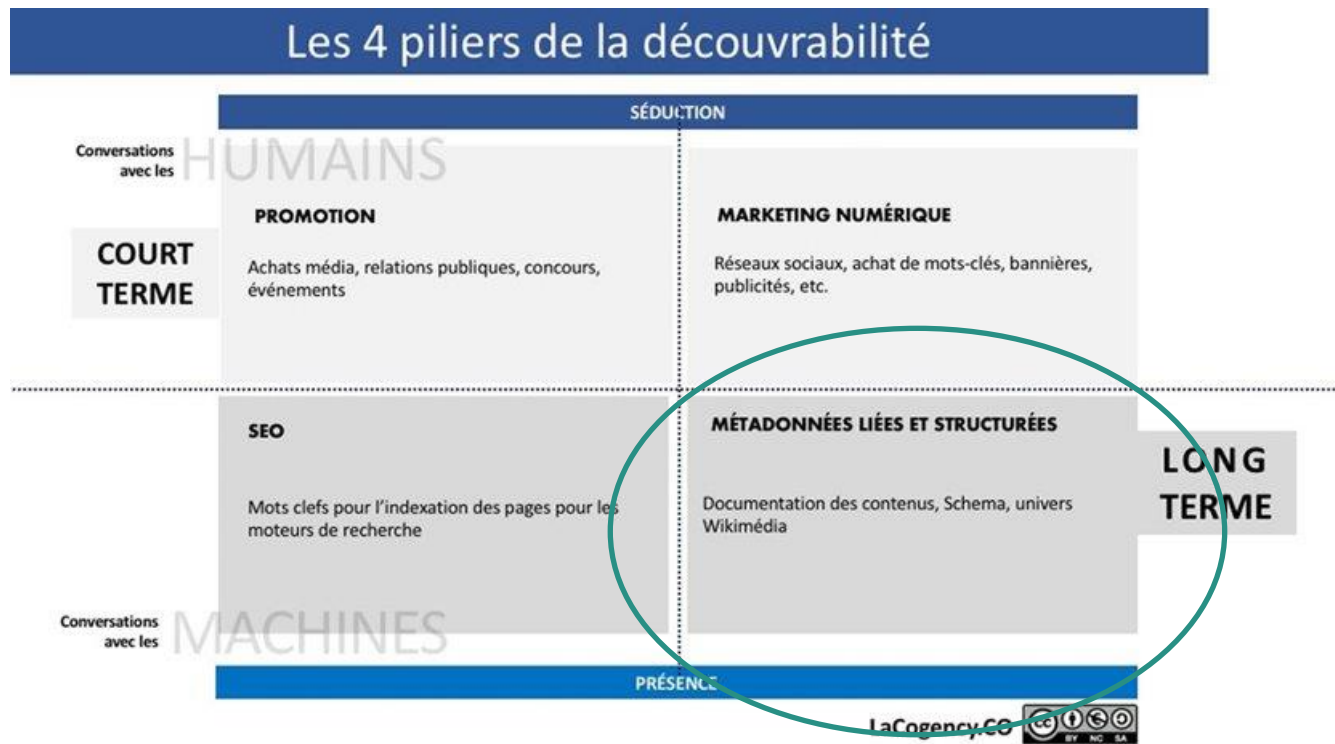 Les 4 piliers de la découvrabilité
SÉDUCTION
Conversations
avec les HUMAINS
COURT
TERME
PROMOTION
Achats média, relations publiques, concours,
événements
MARKETING NUMÉRIQUE
Réseaux sociaux, achat de mots-clés, bannières,
publicités, etc.
SEO
Mots clefs pour l'indexation des pages pour les
moteurs de recherche
MÉTADONNÉES LIÉES ET STRUCTURÉES
Documentation des contenus, Schema, univers
Wikimédia
LONG
TERME
Conversations
avec les MACHINES
PRÉSENCE
LaCogency.CO
cc
BY NC SA